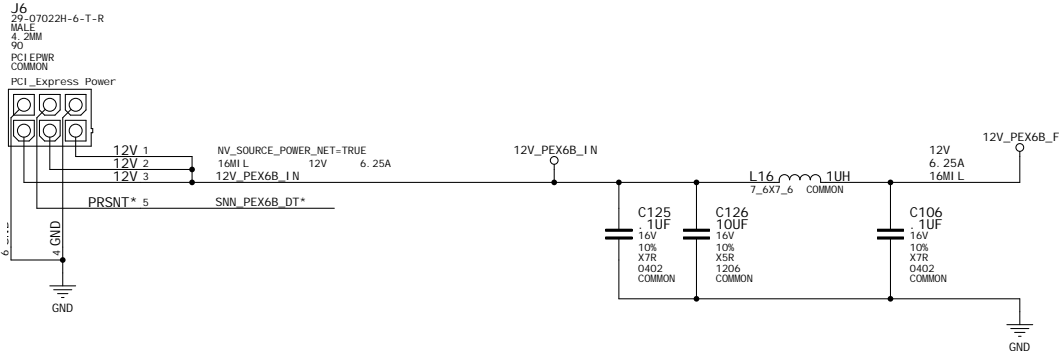 J6
29-07022H-6-T-R
MALE
4.2MM
90
PCIEPWR
COMMON
PCI_Express Power
12V 1
12V 2
12V 3
PRSNT* 5
6 GND
4 GND
GND
NV_SOURCE_POWER_NET=TRUE
16MIL 12V 6.25A
12V_PEX6B_IN
SNN_PEX6B_DT*
12V_PEX6B_IN
C125
.1UF
16V
10%
X7R
0402
COMMON
C126
10UF
16V
10%
X5R
1206
COMMON
L16 1UH
7_6X7_6 COMMON
C106
.1UF
16V
10%
X7R
0402
COMMON
12V
6.25A
16MIL
12V_PEX6B_F
GND